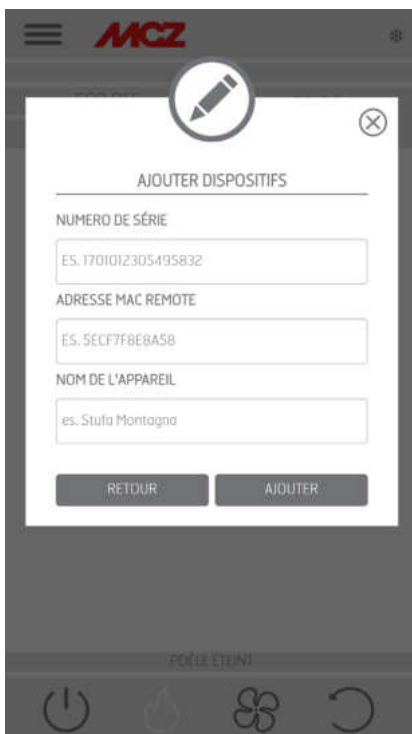 MCZ
AJOUTER DISPOSITIFS
NUMERO DE SÉRIE
ES. 1701012305495832
ADRESSE MAC REMOTE
ES. 5ECF7F8E8A58
NOM DE L'APPAREIL
es. Stufa Montagna
RETOUR AJOUTER
POÊLE ÉTEINT